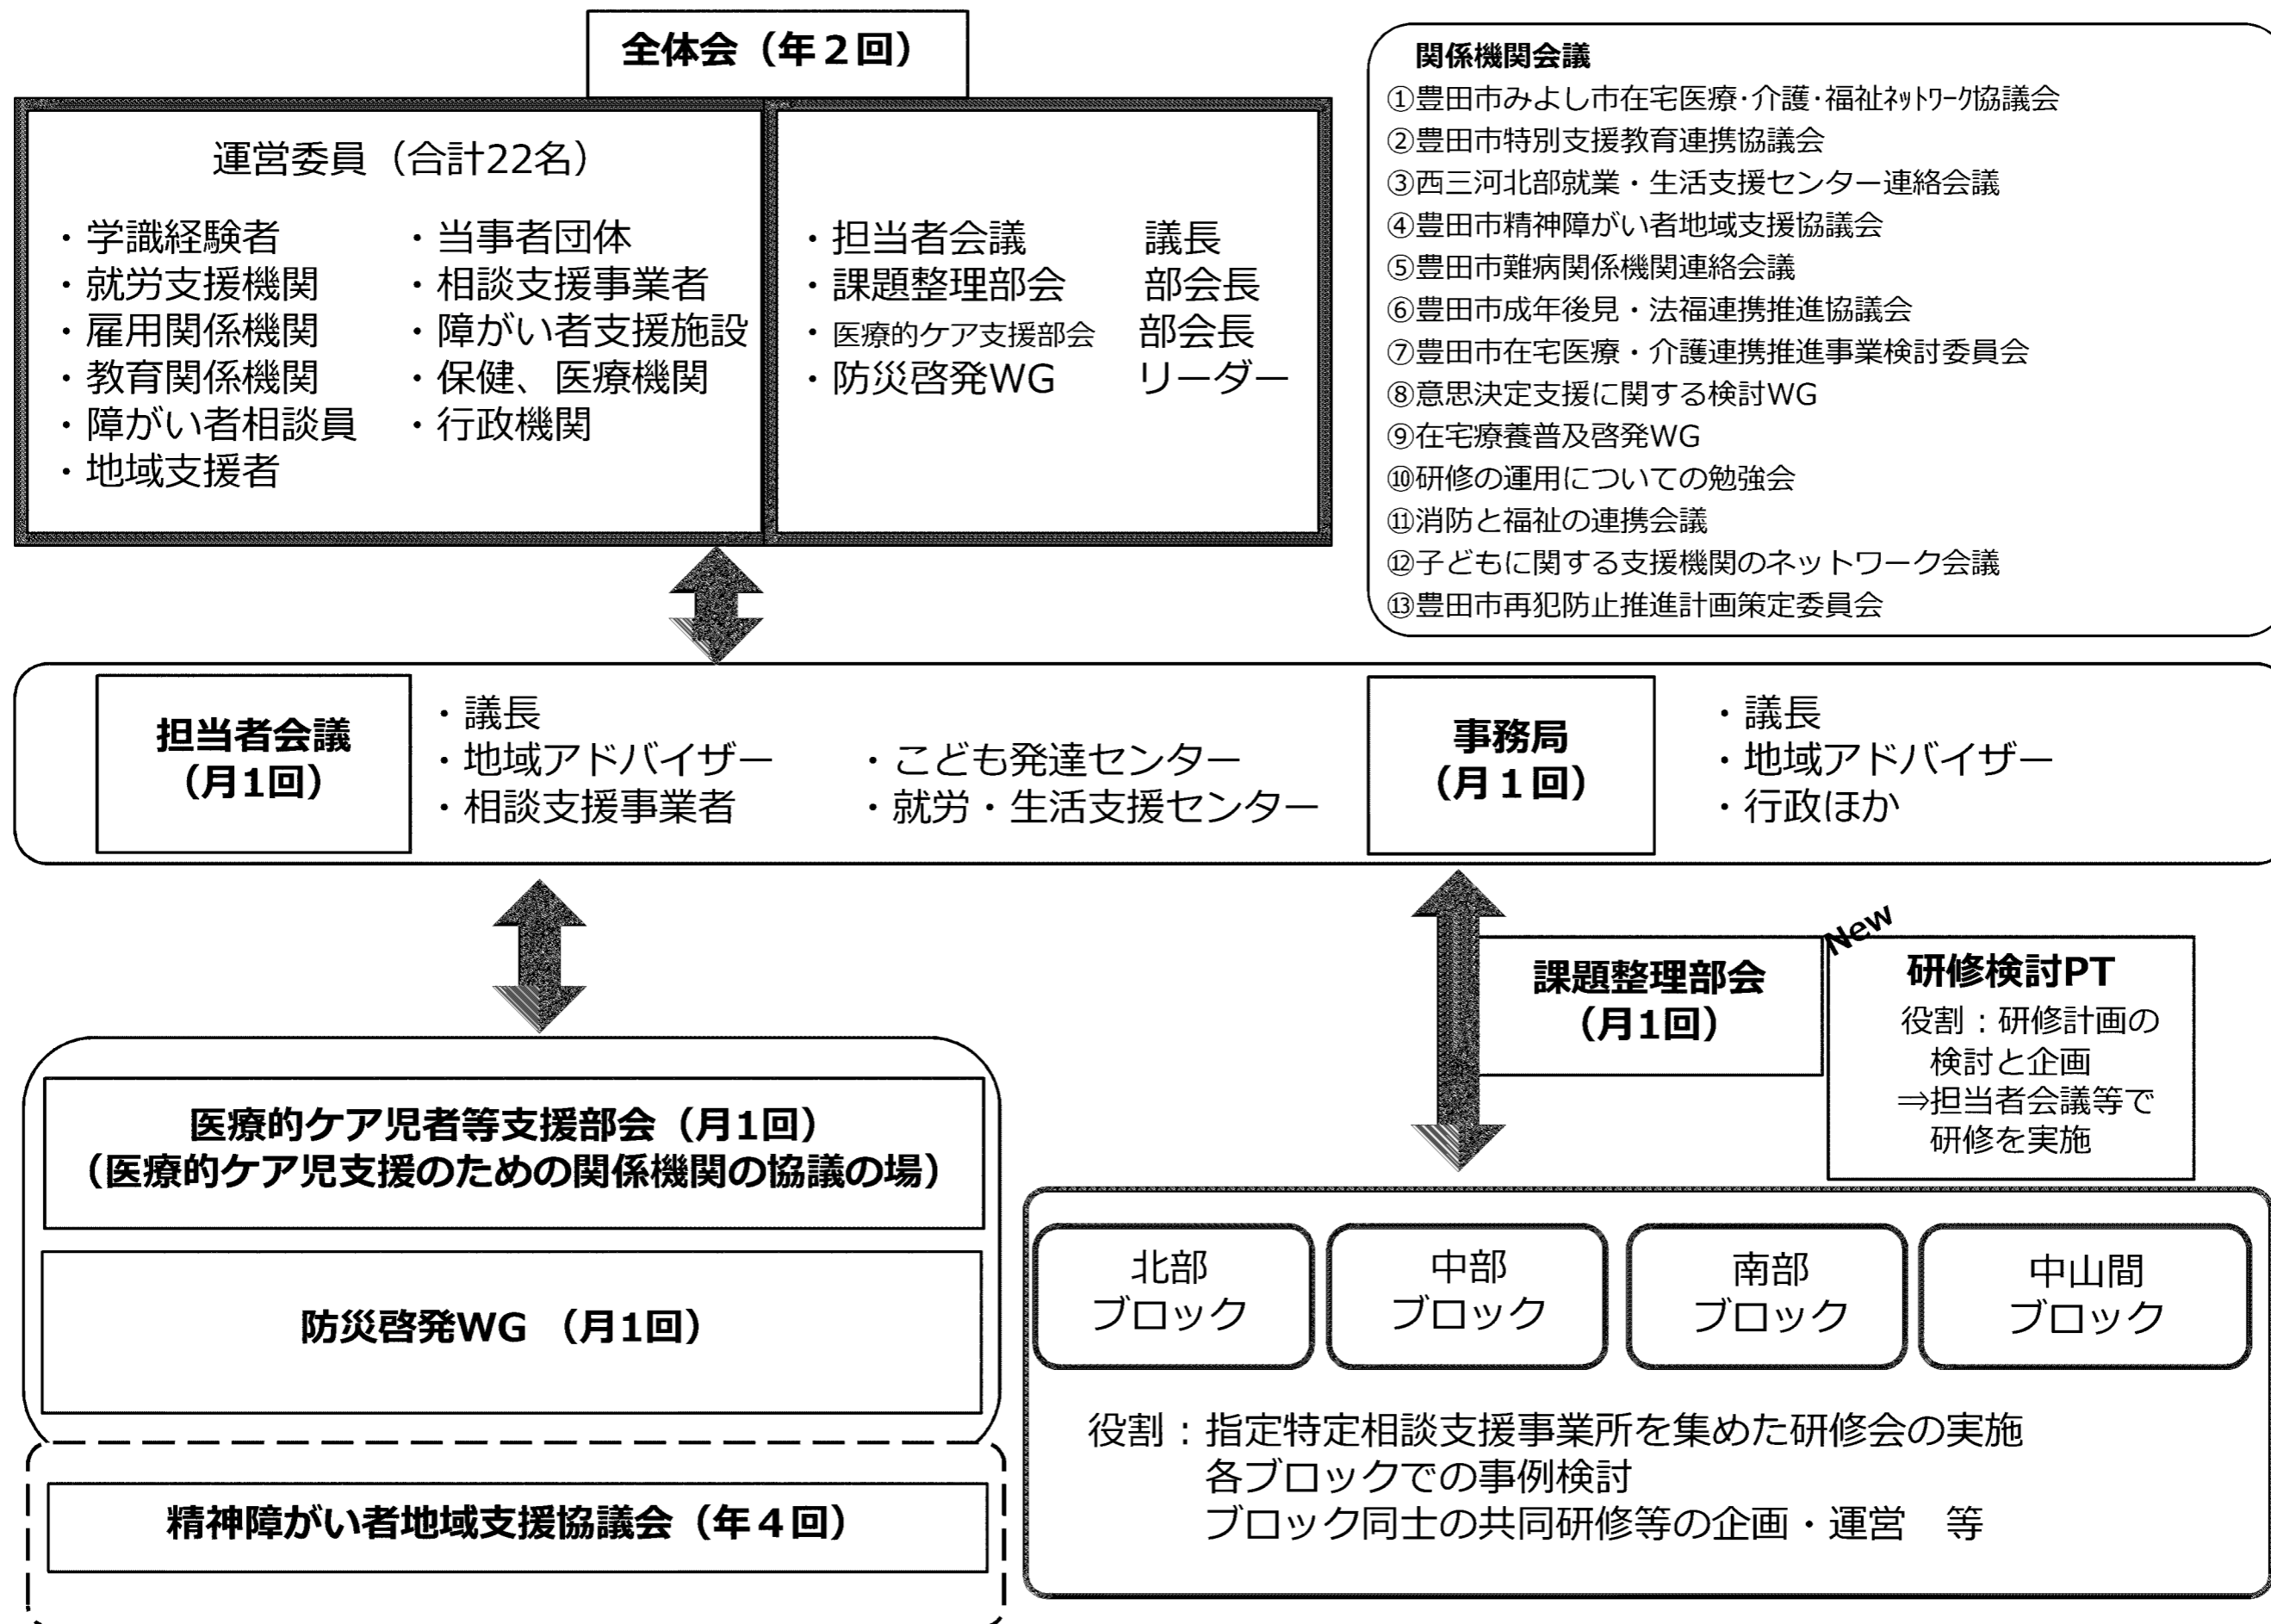 全体会（年２回）
運営委員（合計22名）
・学識経験者
・就労支援機関
・雇用関係機関
・教育関係機関
・障がい者相談員
・地域支援者
・当事者団体
・相談支援事業者
・障がい者支援施設
・保健、医療機関
・行政機関
・担当者会議　議長
・課題整理部会　部会長
・医療的ケア支援部会　部会長
・防災啓発WG　リーダー
関係機関会議
①豊田市みよし市在宅医療･介護･福祉ﾈｯﾄﾜｰｸ協議会
②豊田市特別支援教育連携協議会
③西三河北部就業・生活支援センター連絡会議
④豊田市精神障がい者地域支援協議会
⑤豊田市難病関係機関連絡会議
⑥豊田市成年後見・法福連携推進協議会
⑦豊田市在宅医療・介護連携推進事業検討委員会
⑧意思決定支援に関する検討WG
⑨在宅療養普及啓発WG
⑩研修の運用についての勉強会
⑪消防と福祉の連携会議
⑫子どもに関する支援機関のネットワーク会議
⑬豊田市再犯防止推進計画策定委員会
担当者会議
（月1回）
・議長
・地域アドバイザー
・相談支援事業者
・こども発達センター
・就労・生活支援センター
事務局
（月１回）
・議長
・地域アドバイザー
・行政ほか
課題整理部会
（月1回）
New
研修検討PT
役割：研修計画の
検討と企画
⇒担当者会議等で
研修を実施
医療的ケア児者等支援部会（月1回）
（医療的ケア児支援のための関係機関の協議の場）
防災啓発WG （月1回）
精神障がい者地域支援協議会（年４回）
北部
ブロック
中部
ブロック
南部
ブロック
中山間
ブロック
役割：指定特定相談支援事業所を集めた研修会の実施
各ブロックでの事例検討
ブロック同士の共同研修等の企画・運営　等